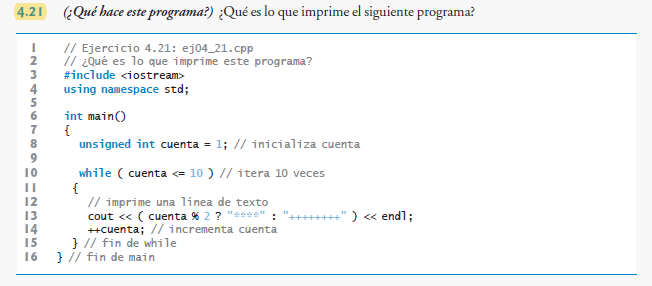 4.21 (¿Qué hace este programa?) ¿Qué es lo que imprime el siguiente programa?
1 // Ejercicio 4.21: ej04_21.cpp
2 // ¿Qué es lo que imprime este programa?
3 #include <iostream>
4 using namespace std;
5
6 int main()
7 {
8 unsigned int cuenta = 1; // inicializa cuenta
9
10 while ( cuenta <= 10 ) // itera 10 veces
11 {
12 // imprime una línea de texto
13 cout << ( cuenta % 2 ? "****" : "++++++++" ) << endl;
14 ++cuenta; // incrementa cuenta
15 } // fin de while
16 } // fin de main